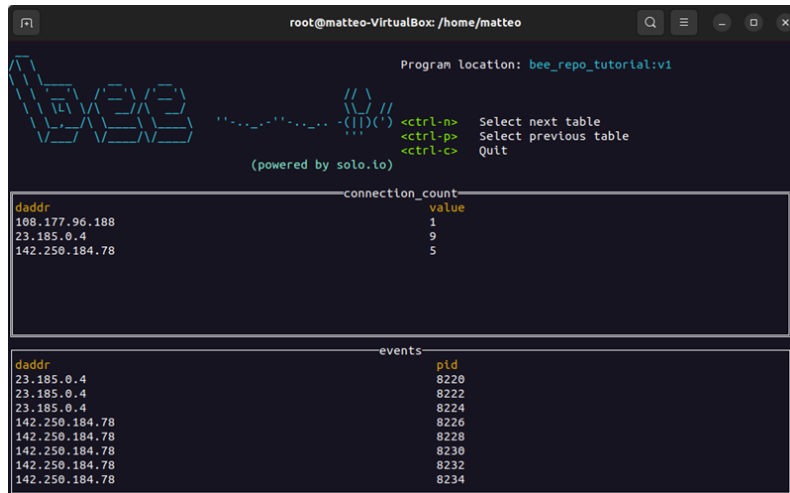 root@matteo-VirtualBox: /home/matteo
bee
Program location: bee_repo_tutorial:v1
<ctrl-n> Select next table
<ctrl-p> Select previous table
<ctrl-c> Quit
(powered by solo.io)
connection_count
daddr value
108.177.96.188 1
23.185.0.4 9
142.250.184.78 5
events
daddr pid
23.185.0.4 8220
23.185.0.4 8222
23.185.0.4 8224
142.250.184.78 8226
142.250.184.78 8228
142.250.184.78 8230
142.250.184.78 8232
142.250.184.78 8234